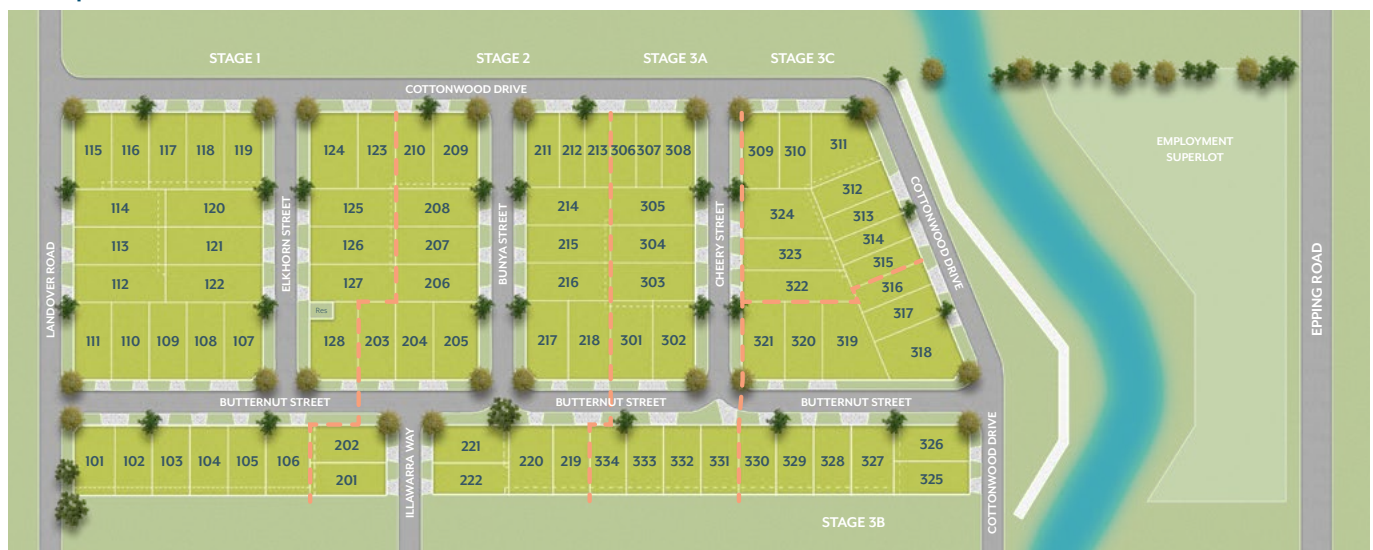 STAGE 1
STAGE 2
STAGE 3A
STAGE 3C
COTTONWOOD DRIVE
EMPLOYMENT
SUPERLOT
115 116 117 118 119
124 123 210 209
211 212 213 306 307 308
309 310 311
114 120
125 208
214 305
312
324 313
113 121
126 207
215 304
323 314
315
112 122
127 206
216 303
322 316
Res
317
111 110 109 108 107
128 203 204 205
217 218 301 302
321 320 319 318
LANDOVER ROAD
ELKHORN STREET
BUNYA STREET
CHEERY STREET
COTTONWOOD DRIVE
EPPING ROAD
BUTTERNUT STREET
BUTTERNUT STREET
BUTTERNUT STREET
101 102 103 104 105 106
202
201
ILLAWARRA WAY
221
222
220 219 334 333 332 331 330 329 328 327
326
325
COTTONWOOD DRIVE
STAGE 3B